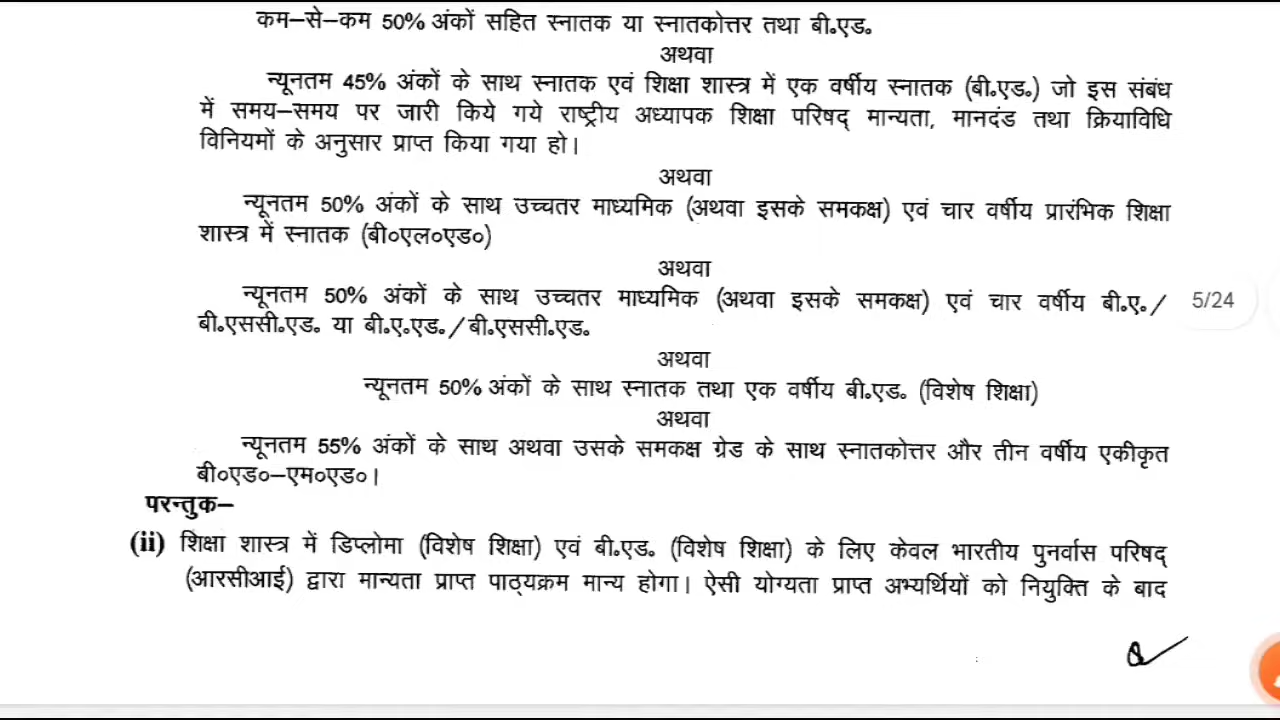 कम–से–कम 50% अंकों सहित स्नातक या स्नातकोत्तर तथा बी॰एड॰
अथवा
न्यूनतम 45% अंकों के साथ स्नातक एवं शिक्षा शास्त्र में एक वर्षीय स्नातक (बी॰एड॰) जो इस संबंध
में समय–समय पर जारी किये गये राष्ट्रीय अध्यापक शिक्षा परिषद् मान्यता, मानदंड तथा क्रियाविधि
विनियमों के अनुसार प्राप्त किया गया हो।
अथवा
न्यूनतम 50% अंकों के साथ उच्चतर माध्यमिक (अथवा इसके समकक्ष) एवं चार वर्षीय प्रारंभिक शिक्षा
शास्त्र में स्नातक (बी०एल०एड०)
अथवा
न्यूनतम 50% अंकों के साथ उच्चतर माध्यमिक (अथवा इसके समकक्ष) एवं चार वर्षीय बी॰ए॰/
5/24
बी॰एससी॰एड॰ या बी॰ए॰एड॰/बी॰एससी॰एड॰
अथवा
न्यूनतम 50% अंकों के साथ स्नातक तथा एक वर्षीय बी॰एड॰ (विशेष शिक्षा)
अथवा
न्यूनतम 55% अंकों के साथ अथवा उसके समकक्ष ग्रेड के साथ स्नातकोत्तर और तीन वर्षीय एकीकृत
बी०एड०–एम०एड०।
परन्तुक–
(ii) शिक्षा शास्त्र में डिप्लोमा (विशेष शिक्षा) एवं बी॰एड॰ (विशेष शिक्षा) के लिए केवल भारतीय पुनर्वास परिषद्
(आरसीआई) द्वारा मान्यता प्राप्त पाठ्यक्रम मान्य होगा। ऐसी योग्यता प्राप्त अभ्यर्थियों को नियुक्ति के बाद